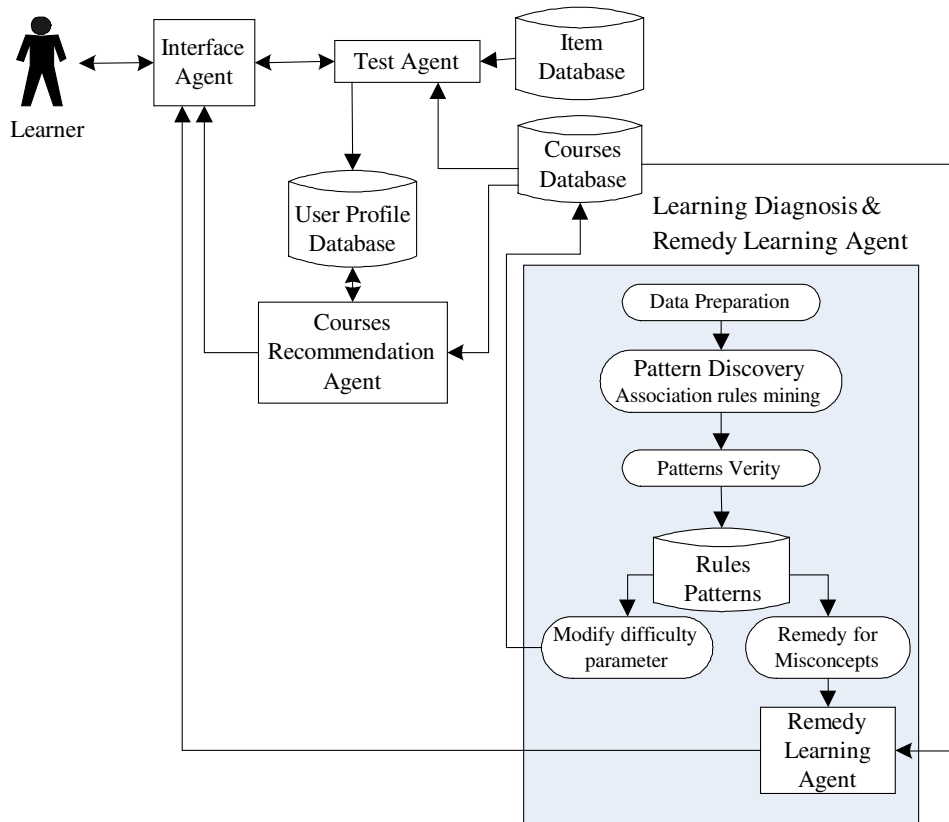 Learner
Interface
Agent
Test Agent
Item
Database
Courses
Database
User Profile
Database
Courses
Recommendation
Agent
Learning Diagnosis &
Remedy Learning Agent
Data Preparation
Pattern Discovery
Association rules mining
Patterns Verity
Rules
Patterns
Modify difficulty
parameter
Remedy for
Misconcepts
Remedy
Learning
Agent